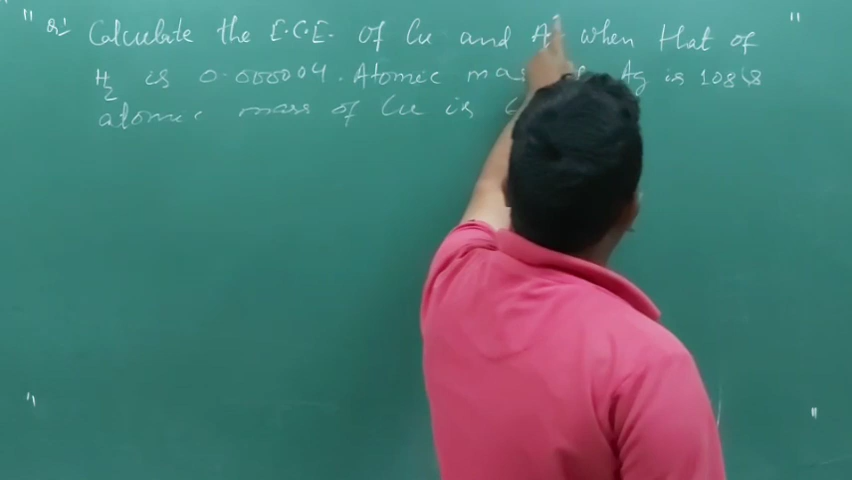 Q: Calculate the E.C.E. of Cu and when that of
H2 is 0.000004. Atomic Ag is 108 &
atomic mass of Cu is